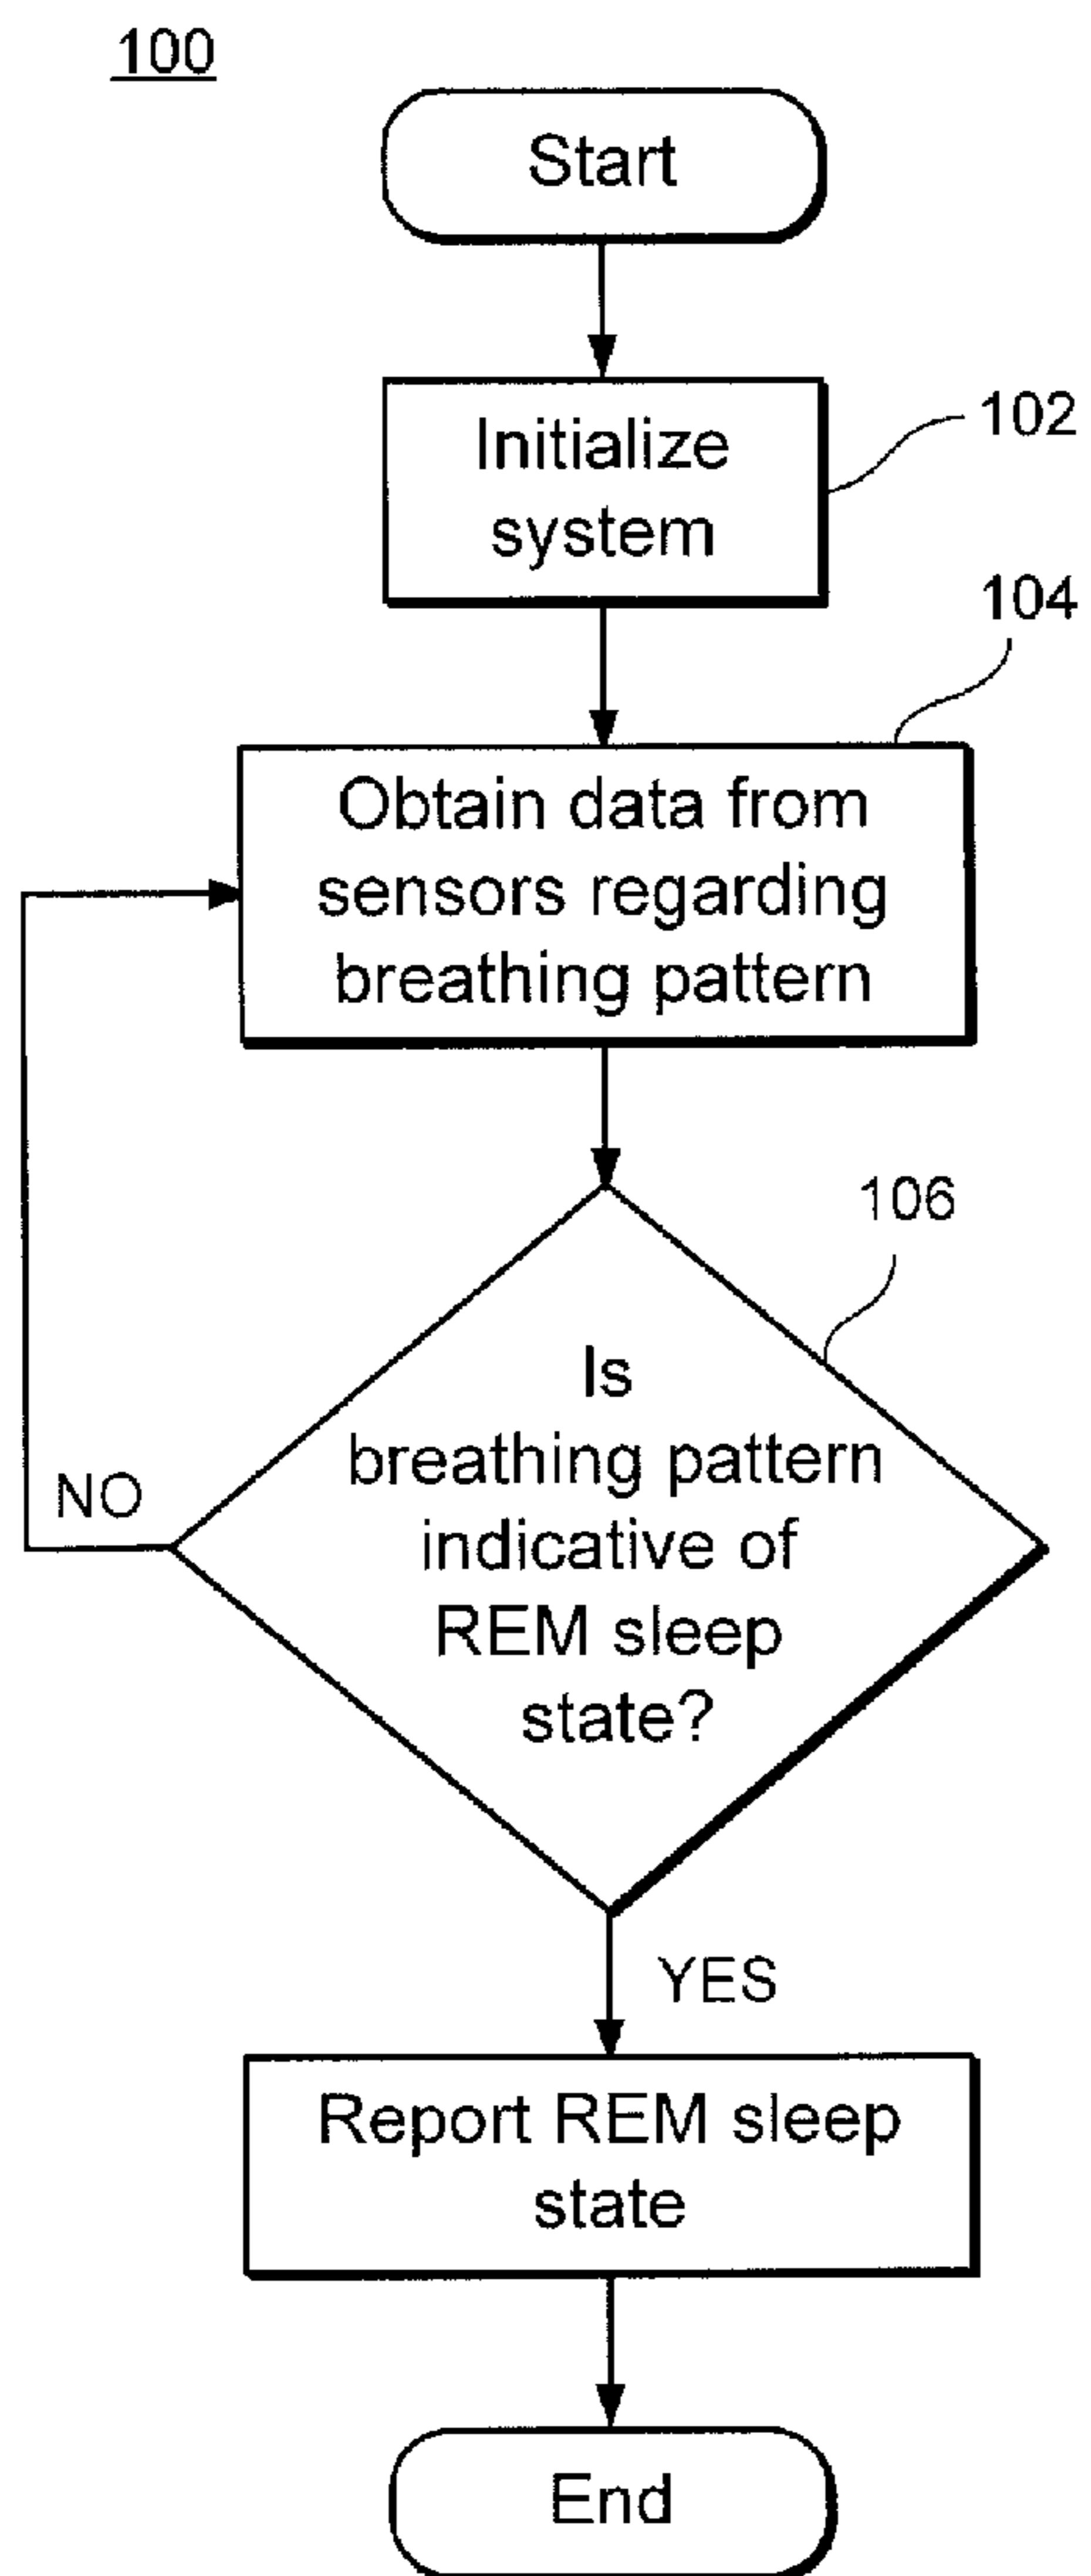 100
Start
Initialize
system
102
104
Obtain data from
sensors regarding
breathing pattern
106
Is
breathing pattern
indicative of
REM sleep
state?
NO
YES
Report REM sleep
state
End